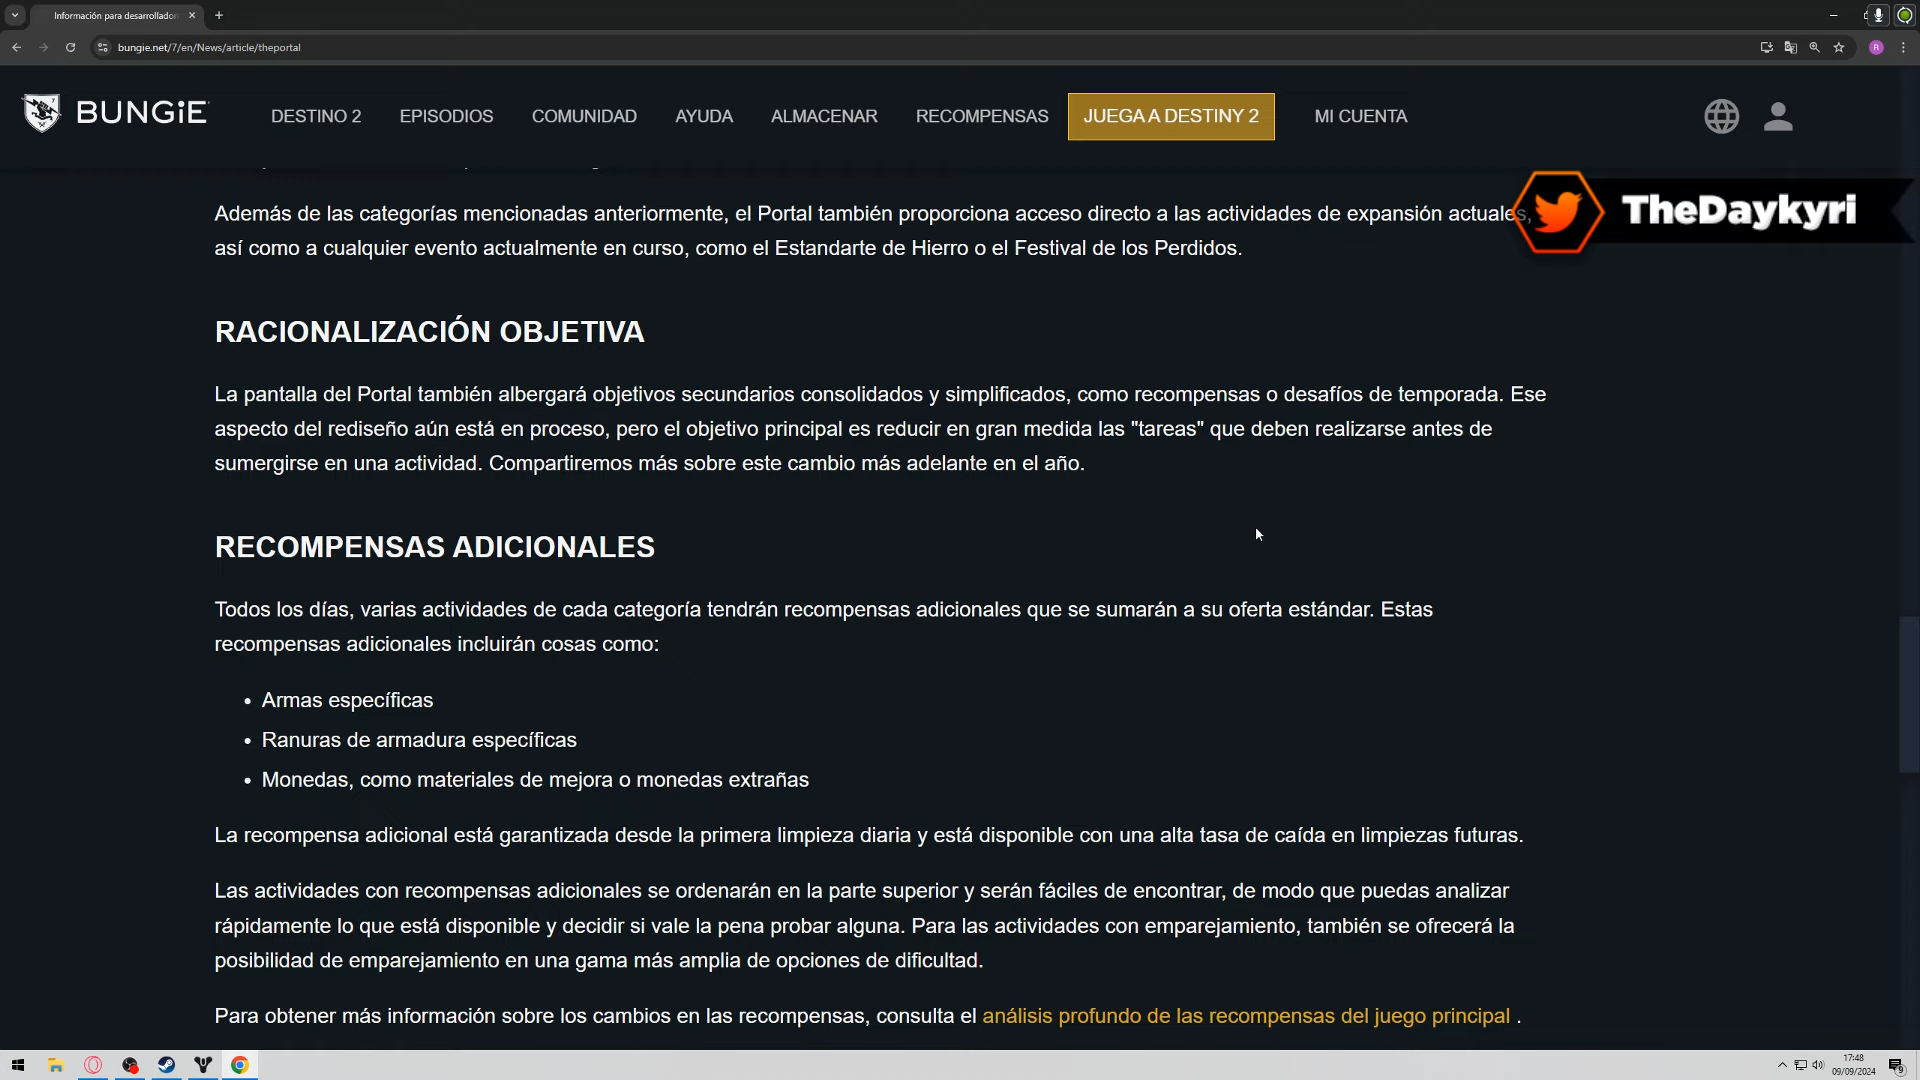 Información para desarrollador
bungie.net/7/en/News/article/theportal
R
BUNGiE
DESTINO 2
EPISODIOS
COMUNIDAD
AYUDA
ALMACENAR
RECOMPENSAS
JUEGA A DESTINY 2
MI CUENTA
TheDaykyri
Además de las categorías mencionadas anteriormente, el Portal también proporciona acceso directo a las actividades de expansión actuales,
así como a cualquier evento actualmente en curso, como el Estandarte de Hierro o el Festival de los Perdidos.
RACIONALIZACIÓN OBJETIVA
La pantalla del Portal también albergará objetivos secundarios consolidados y simplificados, como recompensas o desafíos de temporada. Ese
aspecto del rediseño aún está en proceso, pero el objetivo principal es reducir en gran medida las "tareas" que deben realizarse antes de
sumergirse en una actividad. Compartiremos más sobre este cambio más adelante en el año.
RECOMPENSAS ADICIONALES
Todos los días, varias actividades de cada categoría tendrán recompensas adicionales que se sumarán a su oferta estándar. Estas
recompensas adicionales incluirán cosas como:
• Armas específicas
• Ranuras de armadura específicas
• Monedas, como materiales de mejora o monedas extrañas
La recompensa adicional está garantizada desde la primera limpieza diaria y está disponible con una alta tasa de caída en limpiezas futuras.
Las actividades con recompensas adicionales se ordenarán en la parte superior y serán fáciles de encontrar, de modo que puedas analizar
rápidamente lo que está disponible y decidir si vale la pena probar alguna. Para las actividades con emparejamiento, también se ofrecerá la
posibilidad de emparejamiento en una gama más amplia de opciones de dificultad.
Para obtener más información sobre los cambios en las recompensas, consulta el análisis profundo de las recompensas del juego principal .
17:48
09/09/2024